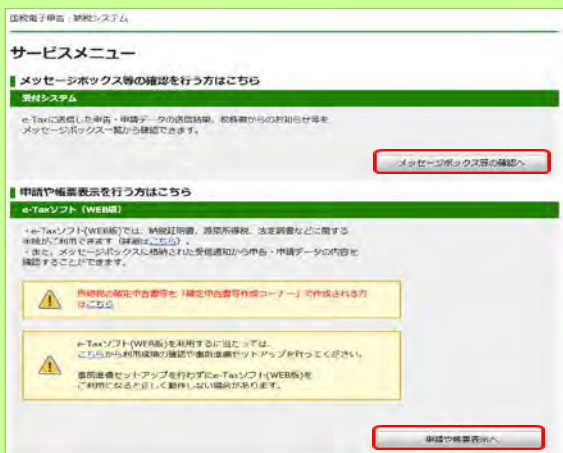 国税電子申告・納税システム
サービスメニュー
メッセージボックス等の確認を行う方はこちら
受付システム
e-Taxに送信した申告・申請データの送信結果、税務署からのお知らせ等を
メッセージボックス一覧から確認できます。
メッセージボックス等の確認へ
申請や帳票表示を行う方はこちら
e-Taxソフト（WEB版）
・e-Taxソフト(WEB版)では、納税証明書、源泉所得税、法定調書などに関する
手続がご利用できます（詳細はこちら）。
・また、メッセージボックスに格納された受信通知から申告・申請データの内容を
確認することができます。
所得税の確定申告書等を「確定申告書等作成コーナー」で作成される方
はこちら
e-Taxソフト(WEB版)を利用するに当たっては、
こちらから利用環境の確認や事前準備セットアップを行ってください。
事前準備セットアップを行わずにe-Taxソフト(WEB版)を
ご利用になると正しく動作しない場合があります。
申請や帳票表示へ